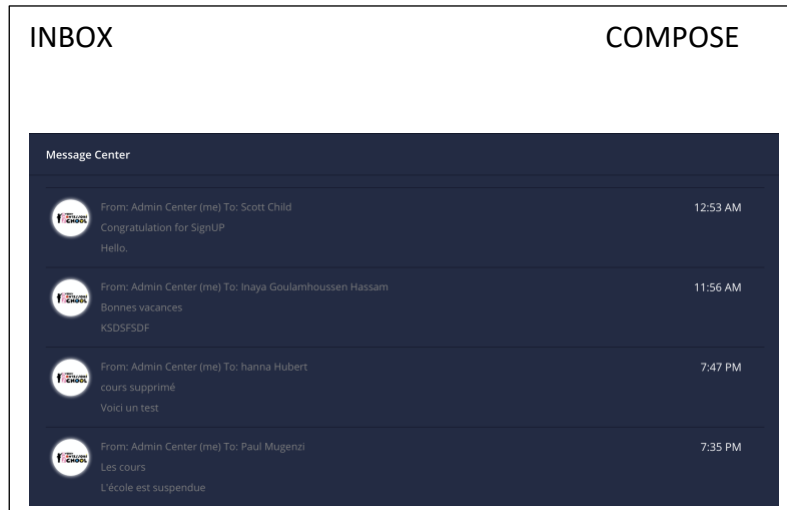 INBOX COMPOSE
Message Center
From: Admin Center (me) To: Scott Child 12:53 AM
Congratulation for SignUP
Hello.
From: Admin Center (me) To: Inaya Goulamhoussen Hassam 11:56 AM
Bonnes vacances
KSDSFSDF
From: Admin Center (me) To: hanna Hubert 7:47 PM
cours supprimé
Voici un test
From: Admin Center (me) To: Paul Mugenzi 7:35 PM
Les cours
L'école est suspendue